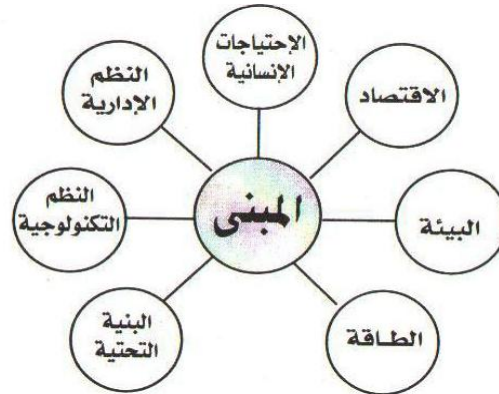 الإحتياجات
الإنسانية
الاقتصاد
البيئة
الطاقة
البنية
التحتية
النظم
التكنولوجية
النظم
الإدارية
المبنى